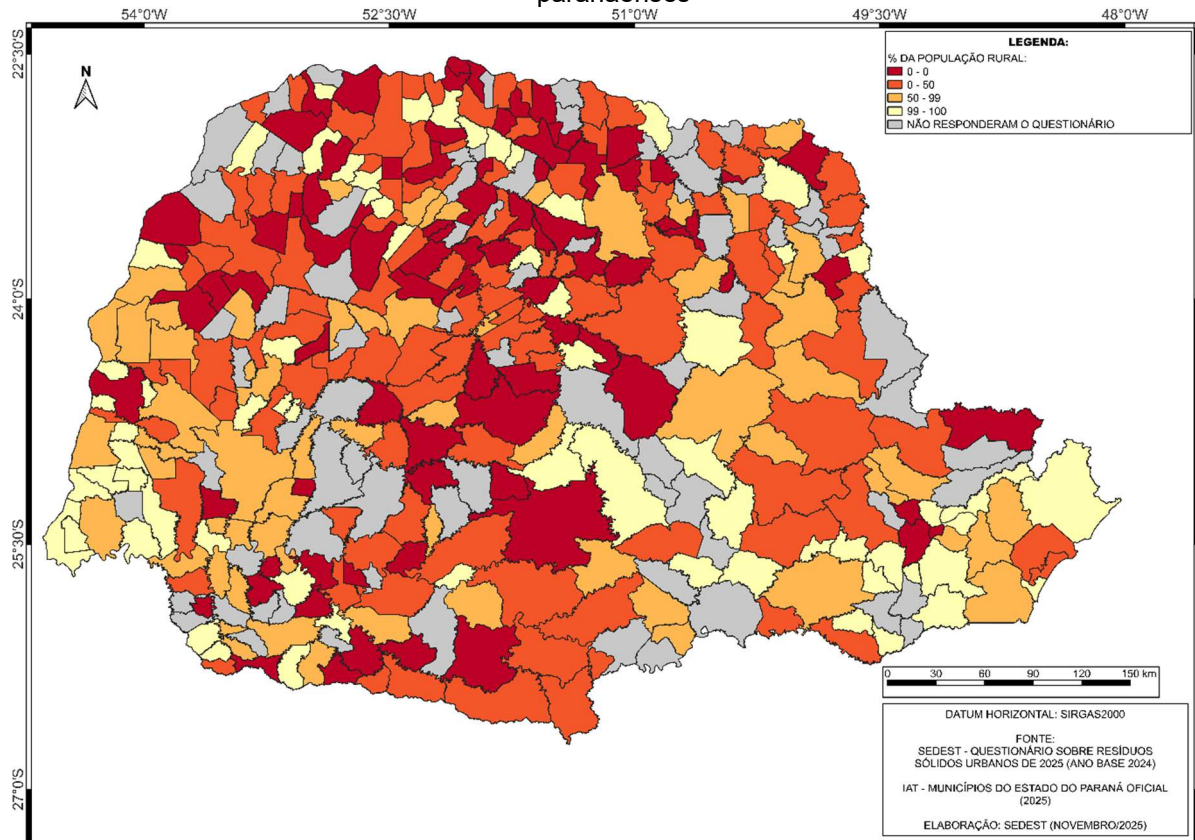 paranaenses
54°0'W 52°30'W 51°0'W 49°30'W 48°0'W
22°30'S
24°0'S
25°30'S
27°0'S
N
LEGENDA:
% DA POPULAÇÃO RURAL:
0 - 0
0 - 50
50 - 99
99 - 100
NÃO RESPONDERAM O QUESTIONÁRIO
0 30 60 90 120 150 km
DATUM HORIZONTAL: SIRGAS2000
FONTE:
SEDEST - QUESTIONÁRIO SOBRE RESÍDUOS
SÓLIDOS URBANOS DE 2025 (ANO BASE 2024)
IAT - MUNICÍPIOS DO ESTADO DO PARANÁ OFICIAL
(2025)
ELABORAÇÃO: SEDEST (NOVEMBRO/2025)